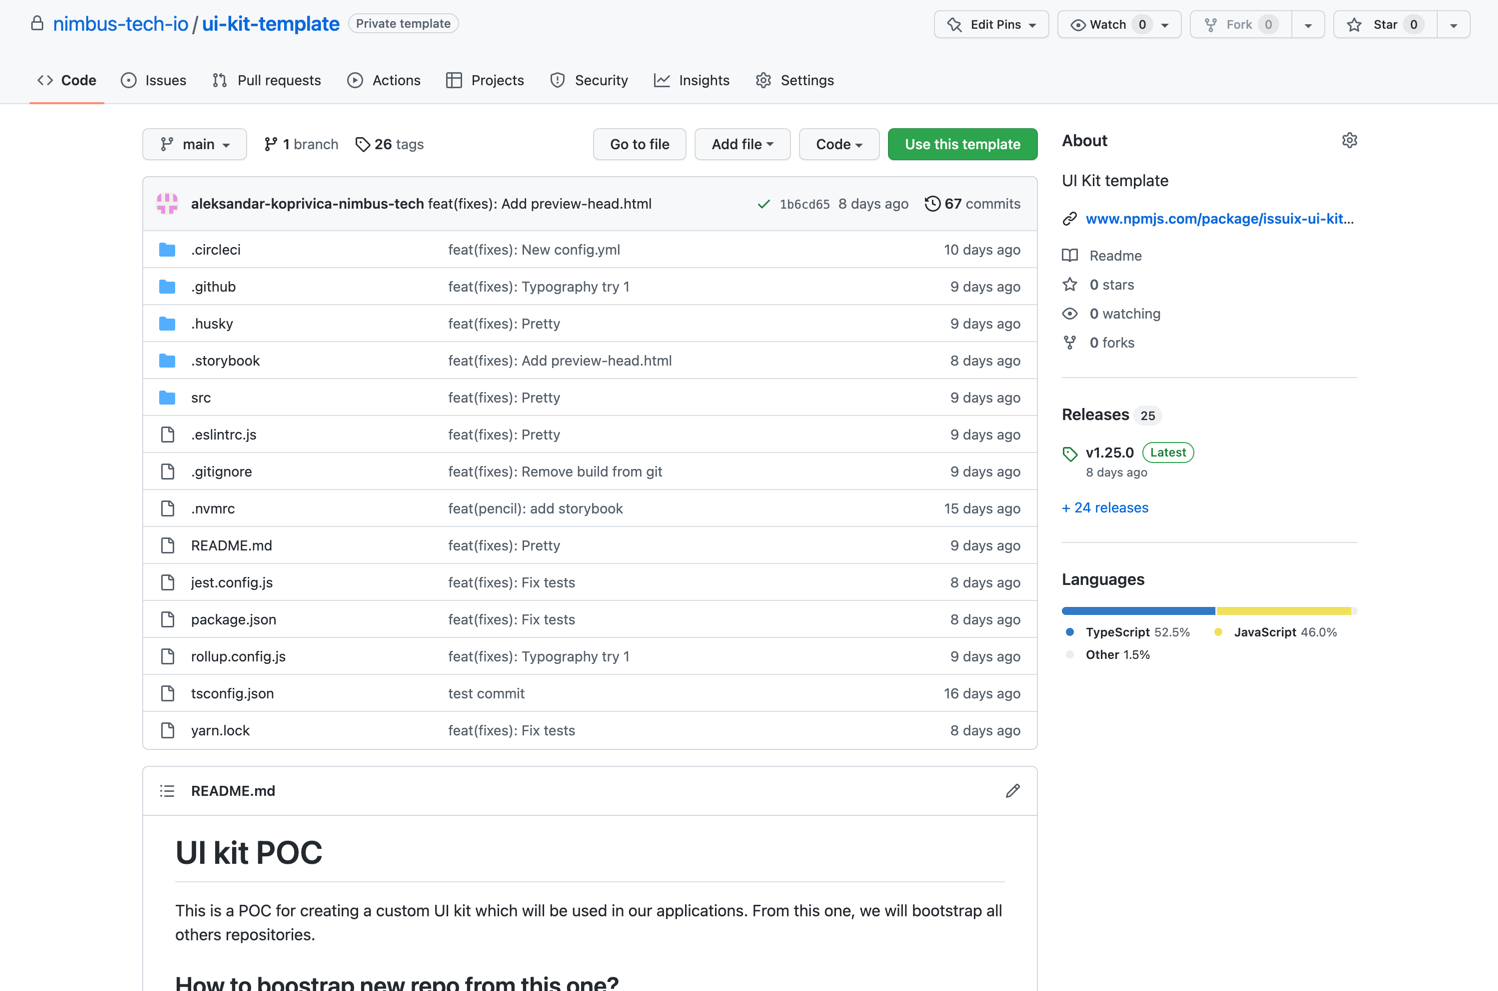 nimbus-tech-io / ui-kit-template Private template Edit Pins Watch 0 Fork 0 Star 0
Code Issues Pull requests Actions Projects Security Insights Settings
main 1 branch 26 tags Go to file Add file Code Use this template
aleksandar-koprivica-nimbus-tech feat(fixes): Add preview-head.html 1b6cd65 8 days ago 67 commits
.circleci feat(fixes): New config.yml 10 days ago
.github feat(fixes): Typography try 1 9 days ago
.husky feat(fixes): Pretty 9 days ago
.storybook feat(fixes): Add preview-head.html 8 days ago
src feat(fixes): Pretty 9 days ago
.eslintrc.js feat(fixes): Pretty 9 days ago
.gitignore feat(fixes): Remove build from git 9 days ago
.nvmrc feat(pencil): add storybook 15 days ago
README.md feat(fixes): Pretty 9 days ago
jest.config.js feat(fixes): Fix tests 8 days ago
package.json feat(fixes): Fix tests 8 days ago
rollup.config.js feat(fixes): Typography try 1 9 days ago
tsconfig.json test commit 16 days ago
yarn.lock feat(fixes): Fix tests 8 days ago
README.md
UI kit POC
This is a POC for creating a custom UI kit which will be used in our applications. From this one, we will bootstrap all
others repositories.
How to boostrap new repo from this one?
About
UI Kit template
www.npmjs.com/package/issuix-ui-kit...
Readme
0 stars
0 watching
0 forks
Releases 25
v1.25.0 Latest
8 days ago
+ 24 releases
Languages
TypeScript 52.5% JavaScript 46.0%
Other 1.5%